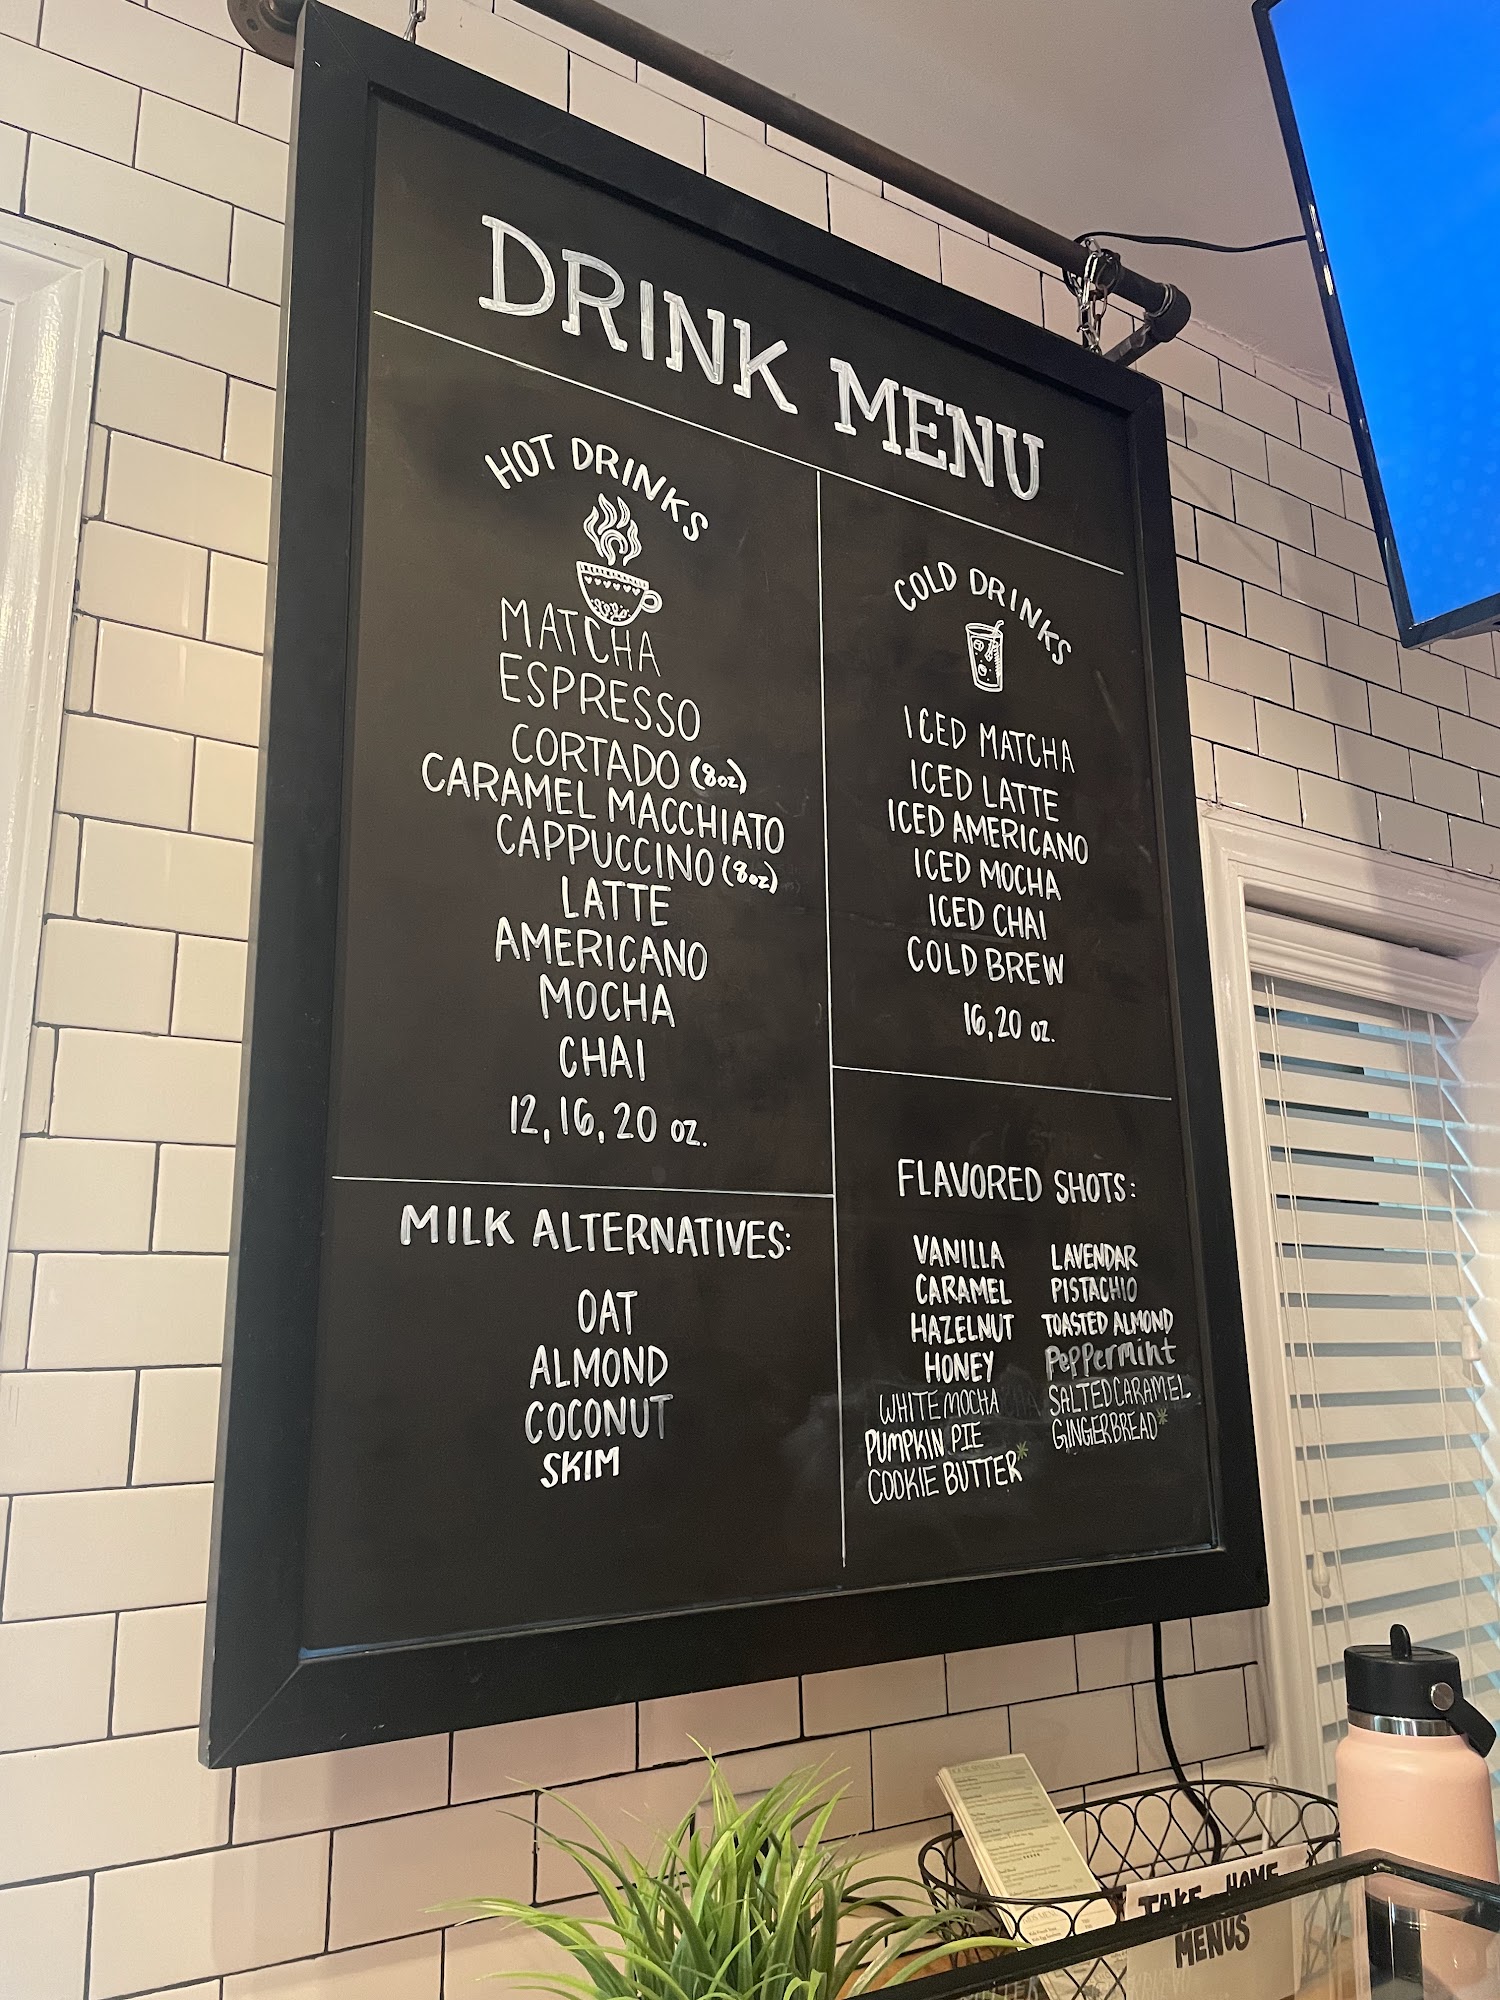 DRINK MENU
HOT DRINKS
MATCHA
ESPRESSO
CORTADO (8oz)
CARAMEL MACCHIATO
CAPPUCCINO (8oz)
LATTE
AMERICANO
MOCHA
CHAI
12, 16, 20 oz.
MILK ALTERNATIVES:
OAT
ALMOND
COCONUT
SKIM
COLD DRINKS
ICED MATCHA
ICED LATTE
ICED AMERICANO
ICED MOCHA
ICED CHAI
COLD BREW
16, 20 oz.
FLAVORED SHOTS:
VANILLA
CARAMEL
HAZELNUT
HONEY
WHITE MOCHA
PUMPKIN PIE
COOKIE BUTTER*
LAVENDAR
PISTACHIO
TOASTED ALMOND
PEPPERMINT
SALTED CARAMEL
GINGERBREAD*
TAKE-HOME
MENUS